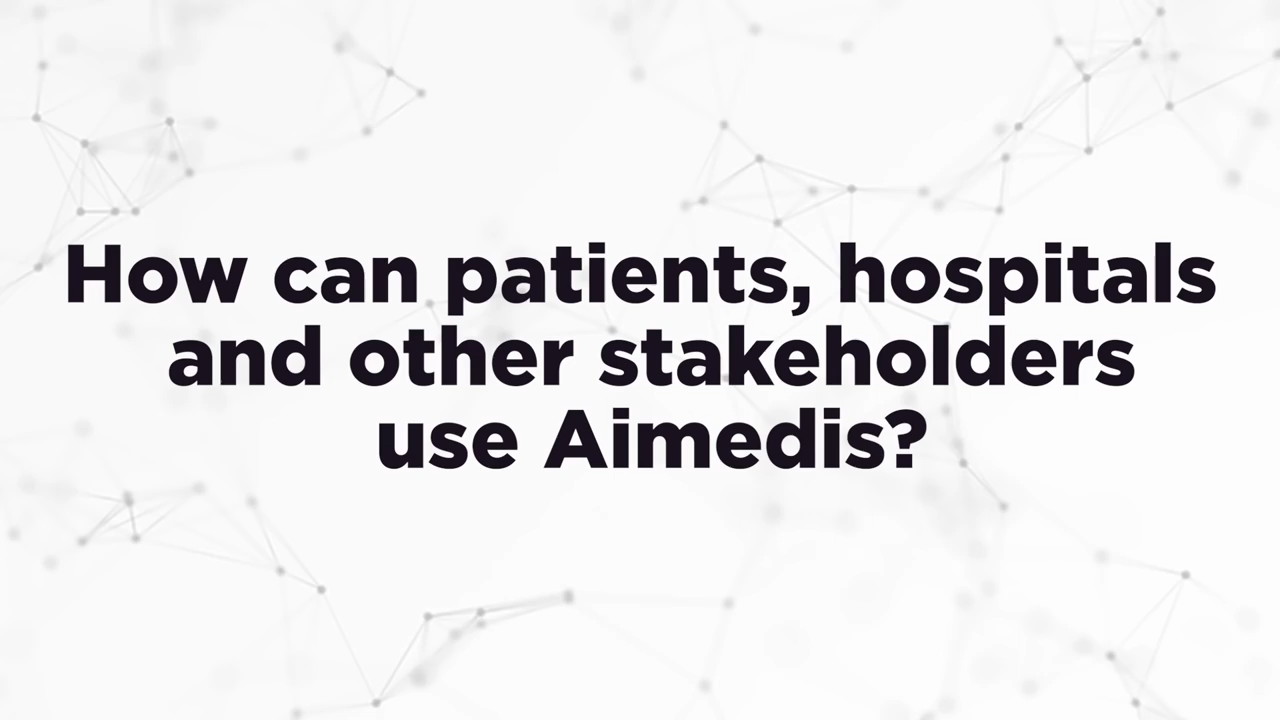 How can patients, hospitals
and other stakeholders
use Aimedis?